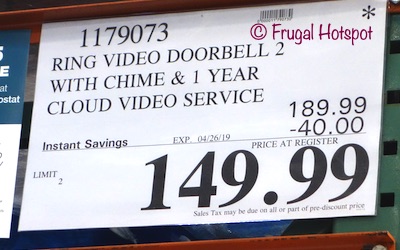 © Frugal Hotspot
1179073
*
RING VIDEO DOORBELL 2
WITH CHIME & 1 YEAR
CLOUD VIDEO SERVICE
189.99
-40.00
Instant Savings
EXP. 04/26/19
PRICE AT REGISTER
LIMIT
2
149.99
Sales Tax may be due on all or part of pre-discount price
at
ostat